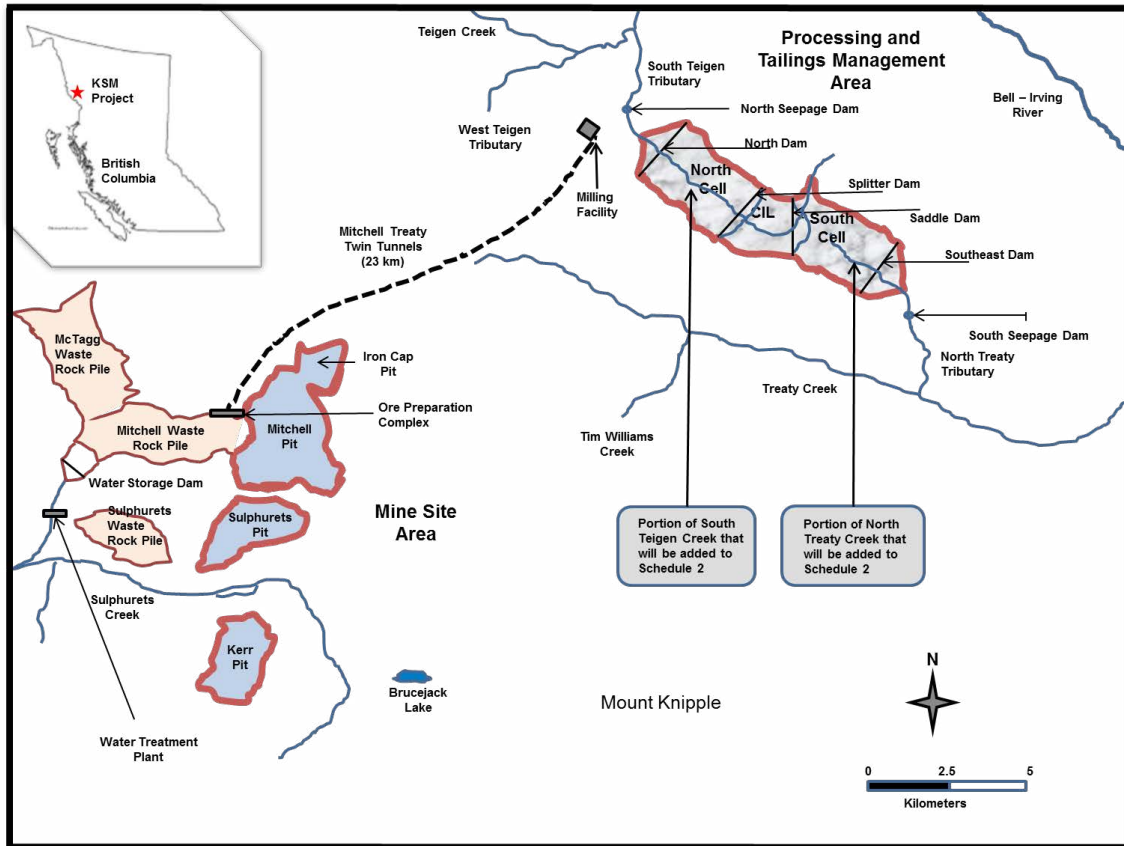 KSM
Project
British
Columbia
Teigen Creek
South Teigen
Tributary
Processing and
Tailings Management
Area
Bell – Irving
River
North Seepage Dam
West Teigen
Tributary
North Dam
Milling
Facility
North
Cell
Splitter Dam
CIL
Saddle Dam
South
Cell
Southeast Dam
Mitchell Treaty
Twin Tunnels
(23 km)
South Seepage Dam
North Treaty
Tributary
McTagg
Waste
Rock Pile
Iron Cap
Pit
Treaty Creek
Ore Preparation
Complex
Mitchell Waste
Rock Pile
Mitchell
Pit
Tim Williams
Creek
Water Storage Dam
Sulphurets
Waste
Rock Pile
Sulphurets
Pit
Mine Site
Area
Portion of South
Teigen Creek that
will be added to
Schedule 2
Portion of North
Treaty Creek that
will be added to
Schedule 2
Sulphurets
Creek
Kerr
Pit
Brucejack
Lake
Mount Knipple
N
Water Treatment
Plant
0 2.5 5
Kilometers